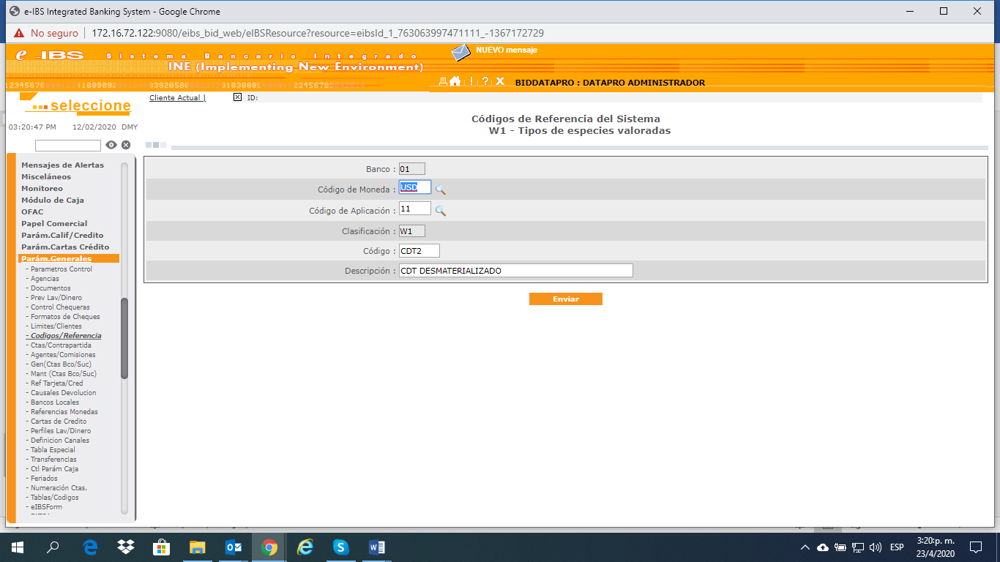 e-IBS Integrated Banking System - Google Chrome
No seguro
172.16.72.122:9080/eibs_bid_web/eIBSResource?resource=eibsId_1_763063997471111_-1367172729
e -IBS Sistema Bancario Integrado
INE (Implementing New Environment)
NUEVO mensaje
BIDDATAPRO : DATAPRO ADMINISTRADOR
...seleccione
Cliente Actual |
ID:
03:20:47 PM 12/02/2020 DMY
Códigos de Referencia del Sistema
W1 - Tipos de especies valoradas
Mensajes de Alertas
Misceláneos
Monitoreo
Módulo de Caja
OFAC
Papel Comercial
Parám.Calif/Credito
Parám.Cartas Crédito
Parám.Generales
- Parametros Control
- Agencias
- Documentos
- Prev Lav/Dinero
- Control Chequeras
- Formatos de Cheques
- Limites/Clientes
- Codigos/Referencia
- Ctas/Contrapartida
- Agentes/Comisiones
- Gen(Ctas Bco/Suc)
- Mant (Ctas Bco/Suc)
- Ref Tarjeta/Cred
- Causales Devolucion
- Bancos Locales
- Referencias Monedas
- Cartas de Credito
- Perfiles Lav/Dinero
- Definicion Canales
- Tabla Especial
- Transferencias
- Ctl Parám Caja
- Feriados
- Numeración Ctas.
- Tablas/Codigos
- eIBSForm
Banco : 01
Código de Moneda : USD
Código de Aplicación : 11
Clasificación : W1
Código : CDT2
Descripción : CDT DESMATERIALIZADO
Enviar
ESP
3:20:p. m.
23/4/2020